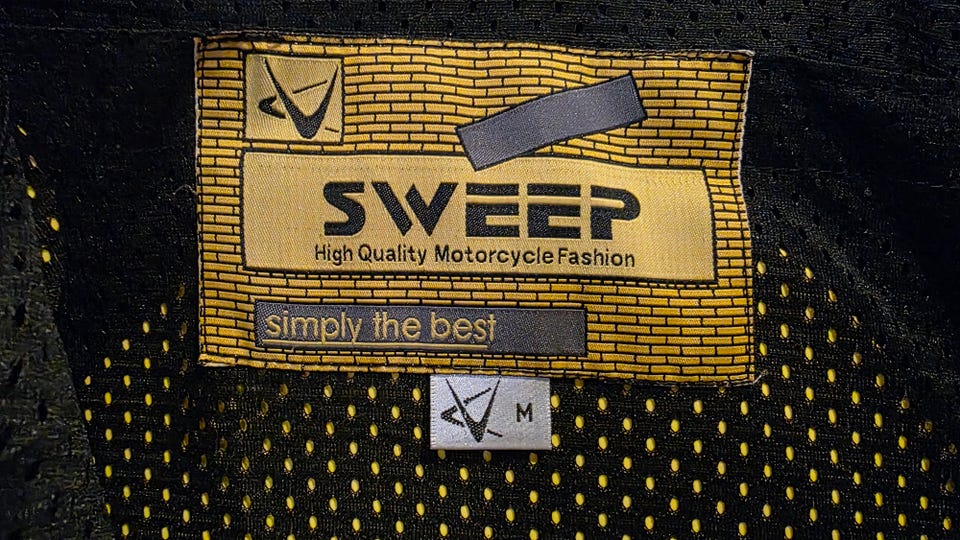 SWEEP
High Quality Motorcycle Fashion
simply the best
M